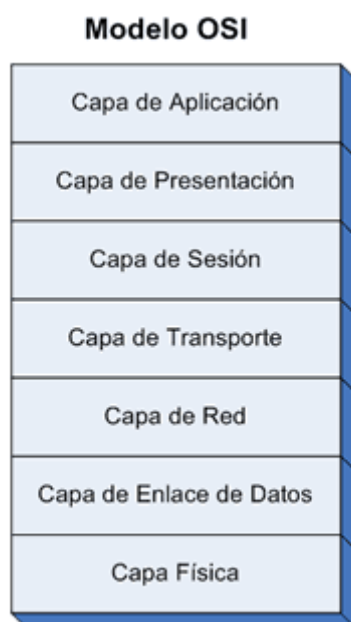 Modelo OSI
Capa de Aplicación
Capa de Presentación
Capa de Sesión
Capa de Transporte
Capa de Red
Capa de Enlace de Datos
Capa Física